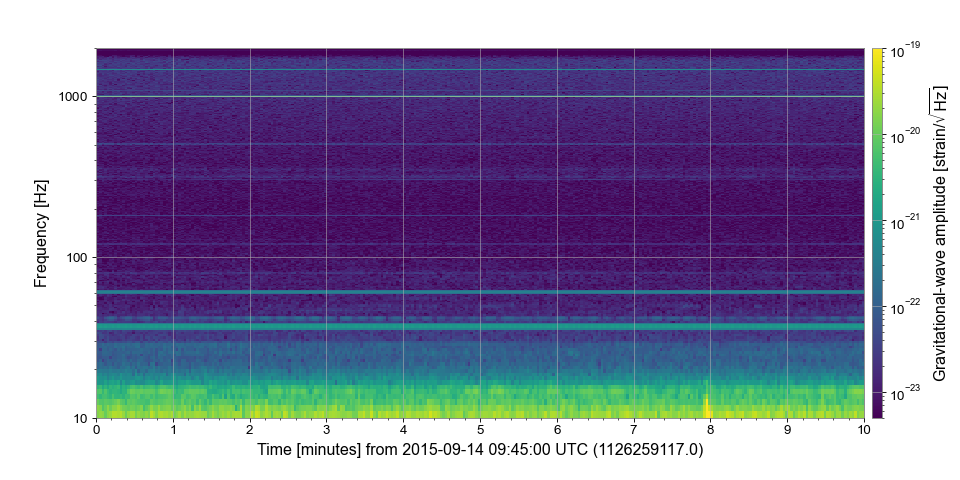 1000
100
10
Frequency [Hz]
0 1 2 3 4 5 6 7 8 9 10
Time [minutes] from 2015-09-14 09:45:00 UTC (1126259117.0)
10⁻¹⁹
10⁻²⁰
10⁻²¹
10⁻²²
10⁻²³
Gravitational-wave amplitude [strain/√Hz]